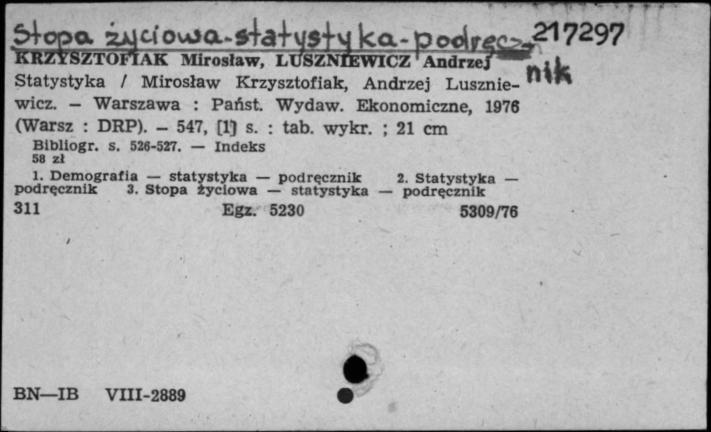 Stopa życiowa-statystyka-podręcz- 217297
nik
KRZYSZTOFIAK Mirosław, LUSZNIEWICZ Andrzej
Statystyka / Mirosław Krzysztofiak, Andrzej Lusznie-
wicz. — Warszawa : Państ. Wydaw. Ekonomiczne, 1976
(Warsz : DRP). — 547, [1] s. : tab. wykr. ; 21 cm
Bibliogr. s. 526-527. — Indeks
58 zł
1. Demografia — statystyka — podręcznik 2. Statystyka —
podręcznik 3. Stopa życiowa — statystyka — podręcznik
311 Egz. 5230 5309/76
BN—IB VIII-2889